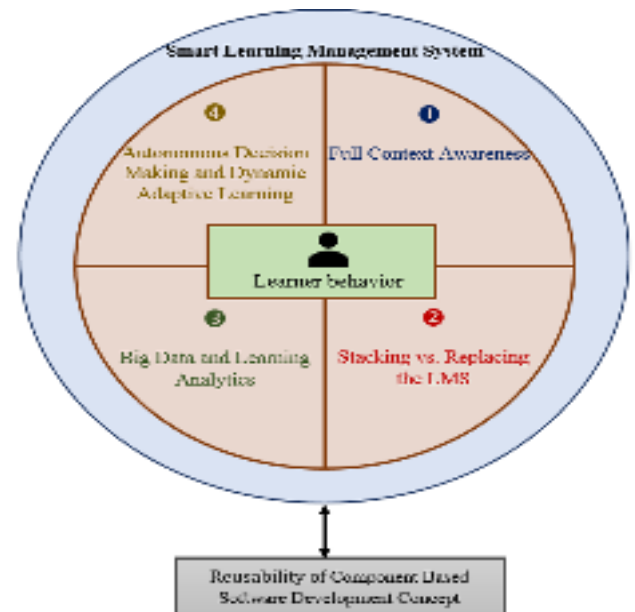 Smart Learning Management System
4
Autonomous Decision
Making and Dynamic
Adaptive Learning
1
Full Context Awareness
Learner behavior
3
Big Data and Learning
Analytics
2
Stacking vs. Replacing
the LMS
Reusability of Component Based
Software Development Concept